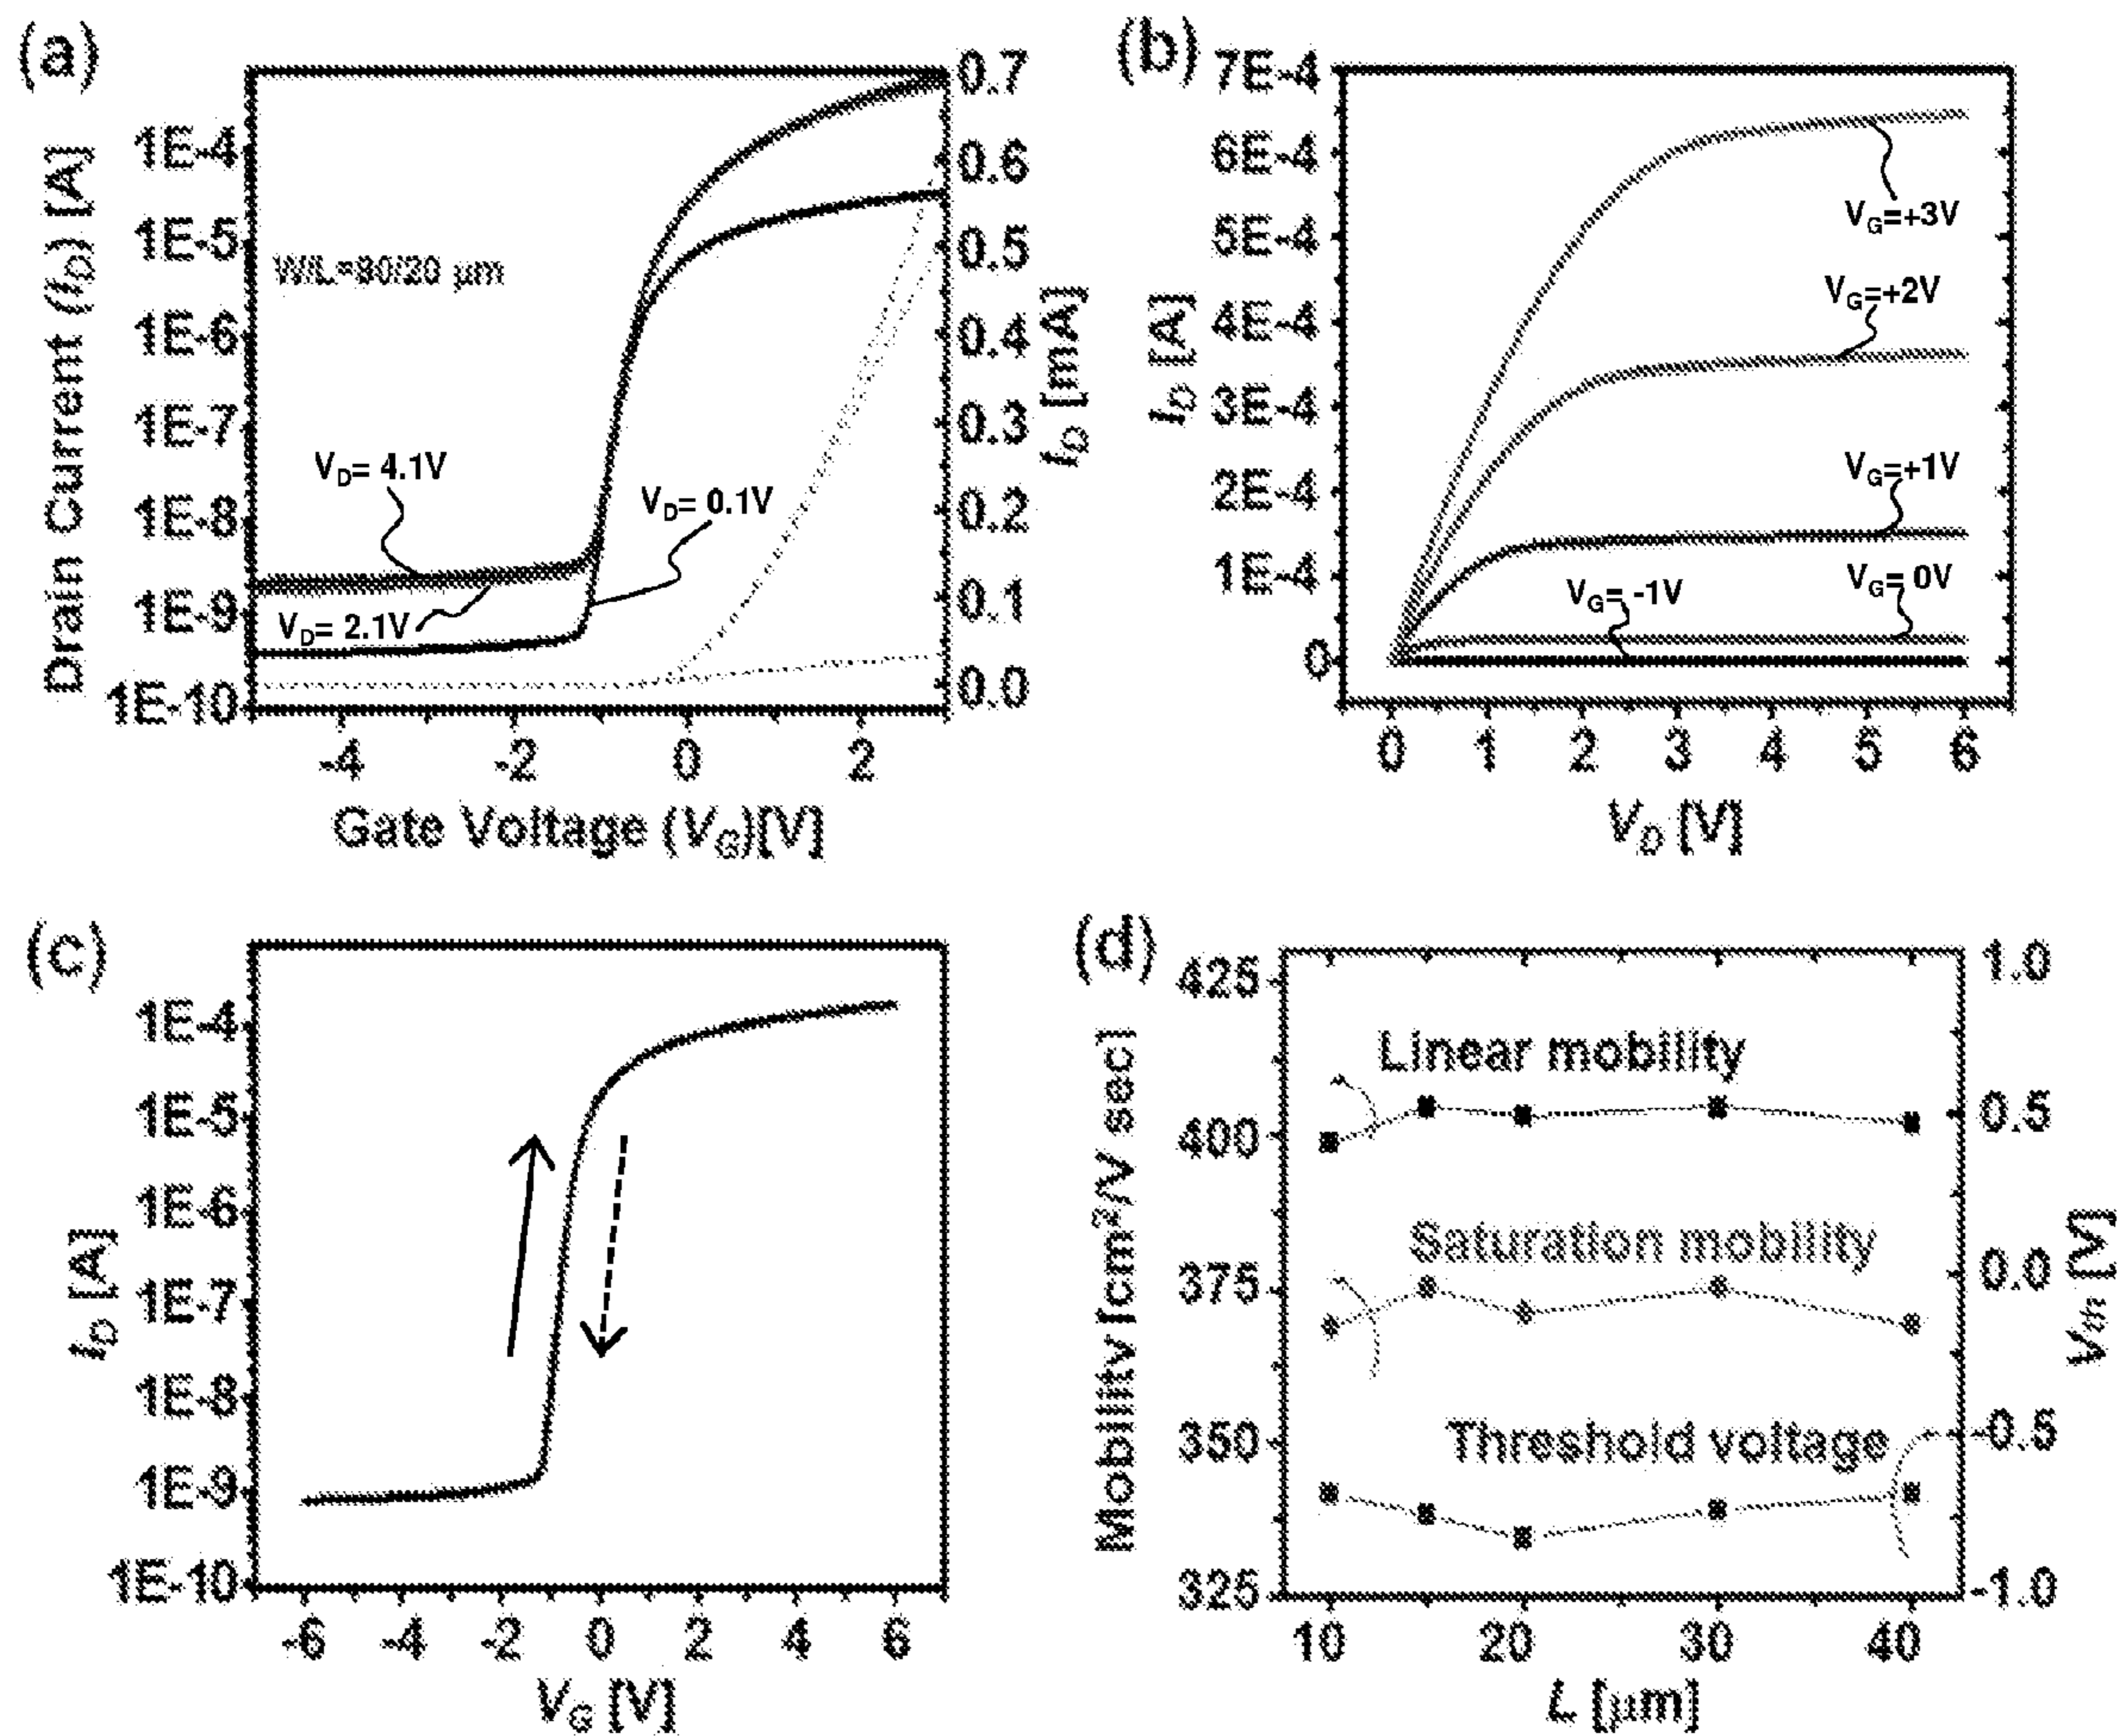 (a)
Drain Current (I_D) [A]
1E-4
1E-5
1E-6
1E-7
1E-8
1E-9
1E-10
W/L=80/20 μm
V_D= 4.1V
V_D= 0.1V
V_D= 2.1V
0.7
0.6
0.5
0.4
0.3
0.2
0.1
0.0
I_D [mA]
-4
-2
0
2
Gate Voltage (V_G)[V]
(b)
I_D [A]
7E-4
6E-4
5E-4
4E-4
3E-4
2E-4
1E-4
0
V_G=+3V
V_G=+2V
V_G=+1V
V_G= 0V
V_G= -1V
0
1
2
3
4
5
6
V_D [V]
(c)
I_D [A]
1E-4
1E-5
1E-6
1E-7
1E-8
1E-9
1E-10
-6
-4
-2
0
2
4
6
V_G [V]
(d)
Mobility [cm²/V sec]
425
400
375
350
325
Linear mobility
Saturation mobility
Threshold voltage
1.0
0.5
0.0
-0.5
-1.0
V_th [V]
10
20
30
40
L [μm]